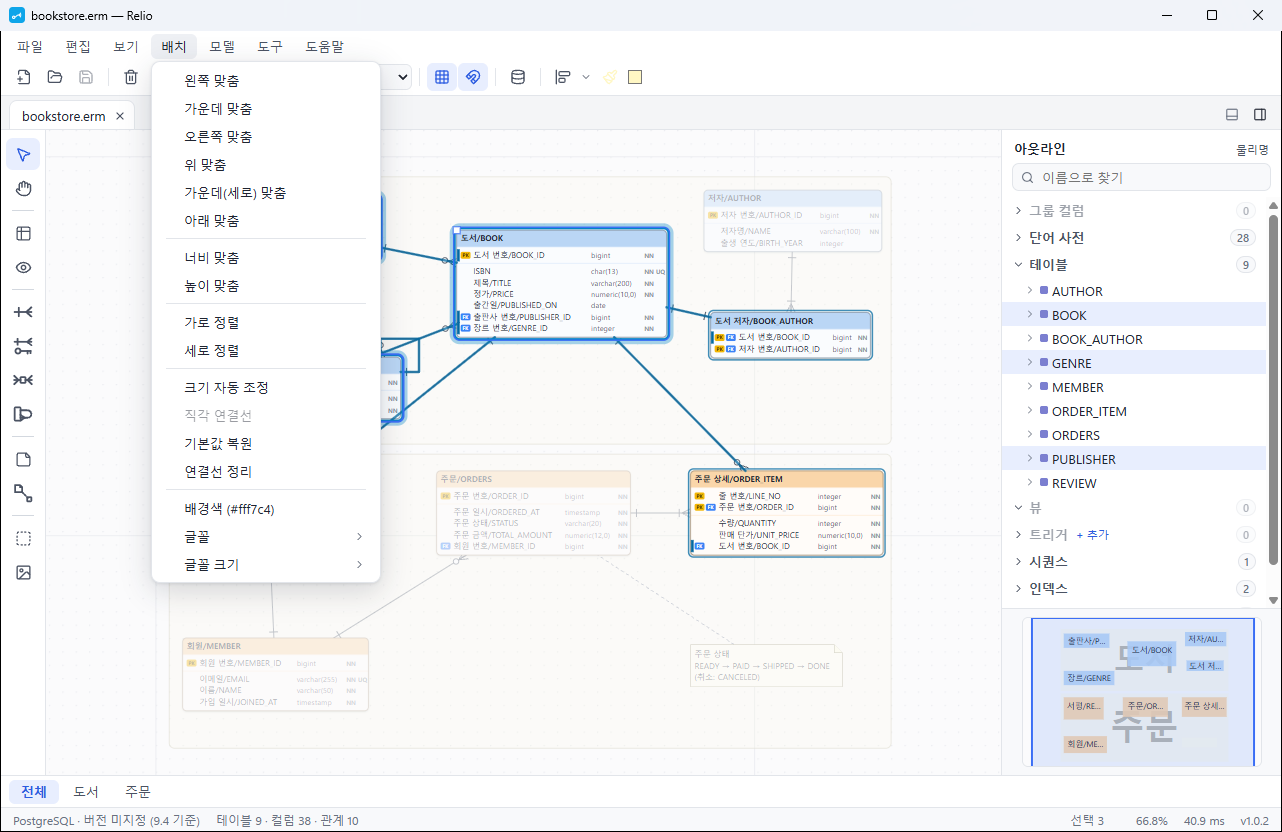 bookstore.erm — Relio
파일 편집 보기 배치 모델 도구 도움말
bookstore.erm
왼쪽 맞춤
가운데 맞춤
오른쪽 맞춤
위 맞춤
가운데(세로) 맞춤
아래 맞춤
너비 맞춤
높이 맞춤
가로 정렬
세로 정렬
크기 자동 조정
직각 연결선
기본값 복원
연결선 정리
배경색 (#fff7c4)
글꼴
글꼴 크기
저자/AUTHOR
PK 저자 번호/AUTHOR_ID bigint NN
저자명/NAME varchar(100) NN
출생 연도/BIRTH_YEAR integer
도서/BOOK
PK 도서 번호/BOOK_ID bigint NN
ISBN char(13) NN UQ
제목/TITLE varchar(200) NN
정가/PRICE numeric(10,0) NN
출간일/PUBLISHED_ON date
FK 출판사 번호/PUBLISHER_ID bigint NN
FK 장르 번호/GENRE_ID integer NN
도서 저자/BOOK AUTHOR
PK FK 도서 번호/BOOK_ID bigint NN
PK FK 저자 번호/AUTHOR_ID bigint NN
NN
NN
NN
주문/ORDERS
PK 주문 번호/ORDER_ID bigint NN
주문 일시/ORDERED_AT timestamp NN
주문 상태/STATUS varchar(20) NN
주문 금액/TOTAL_AMOUNT numeric(12,0) NN
FK 회원 번호/MEMBER_ID bigint NN
주문 상세/ORDER ITEM
PK 줄 번호/LINE_NO integer NN
PK FK 주문 번호/ORDER_ID bigint NN
수량/QUANTITY integer NN
판매 단가/UNIT_PRICE numeric(10,0) NN
FK 도서 번호/BOOK_ID bigint NN
회원/MEMBER
PK 회원 번호/MEMBER_ID bigint NN
이메일/EMAIL varchar(255) NN UQ
이름/NAME varchar(50) NN
가입 일시/JOINED_AT timestamp NN
주문 상태
READY → PAID → SHIPPED → DONE
(취소: CANCELED)
아웃라인 물리명
이름으로 찾기
그룹 컬럼 0
단어 사전 28
테이블 9
AUTHOR
BOOK
BOOK_AUTHOR
GENRE
MEMBER
ORDER_ITEM
ORDERS
PUBLISHER
REVIEW
뷰 0
트리거 + 추가 0
시퀀스 1
인덱스 2
출판사/P...
도서/BOOK
저자/AU...
도서 저...
장르/GENRE
도서
서평/RE...
주문/OR...
주문 상세...
주문
회원/ME...
전체 도서 주문
PostgreSQL · 버전 미지정 (9.4 기준) 테이블 9 · 컬럼 38 · 관계 10 선택 3 66.8% 40.9 ms v1.0.2